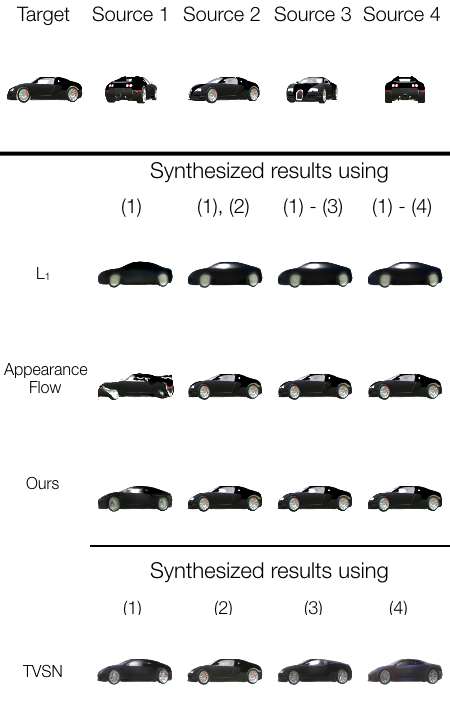 Target Source 1 Source 2 Source 3 Source 4
Synthesized results using
(1) (1), (2) (1) - (3) (1) - (4)
L₁
Appearance
Flow
Ours
Synthesized results using
(1) (2) (3) (4)
TVSN